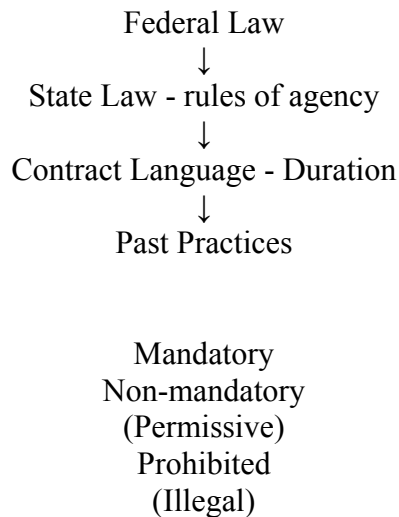 Federal Law
↓
State Law - rules of agency
↓
Contract Language - Duration
↓
Past Practices
Mandatory
Non-mandatory
(Permissive)
Prohibited
(Illegal)